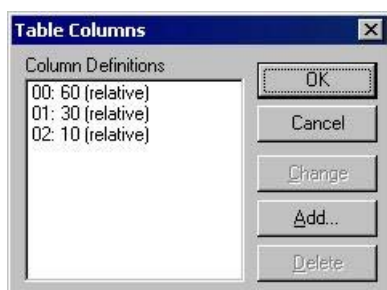 Table Columns
Column Definitions
00: 60 (relative)
01: 30 (relative)
02: 10 (relative)
OK
Cancel
Change
Add...
Delete